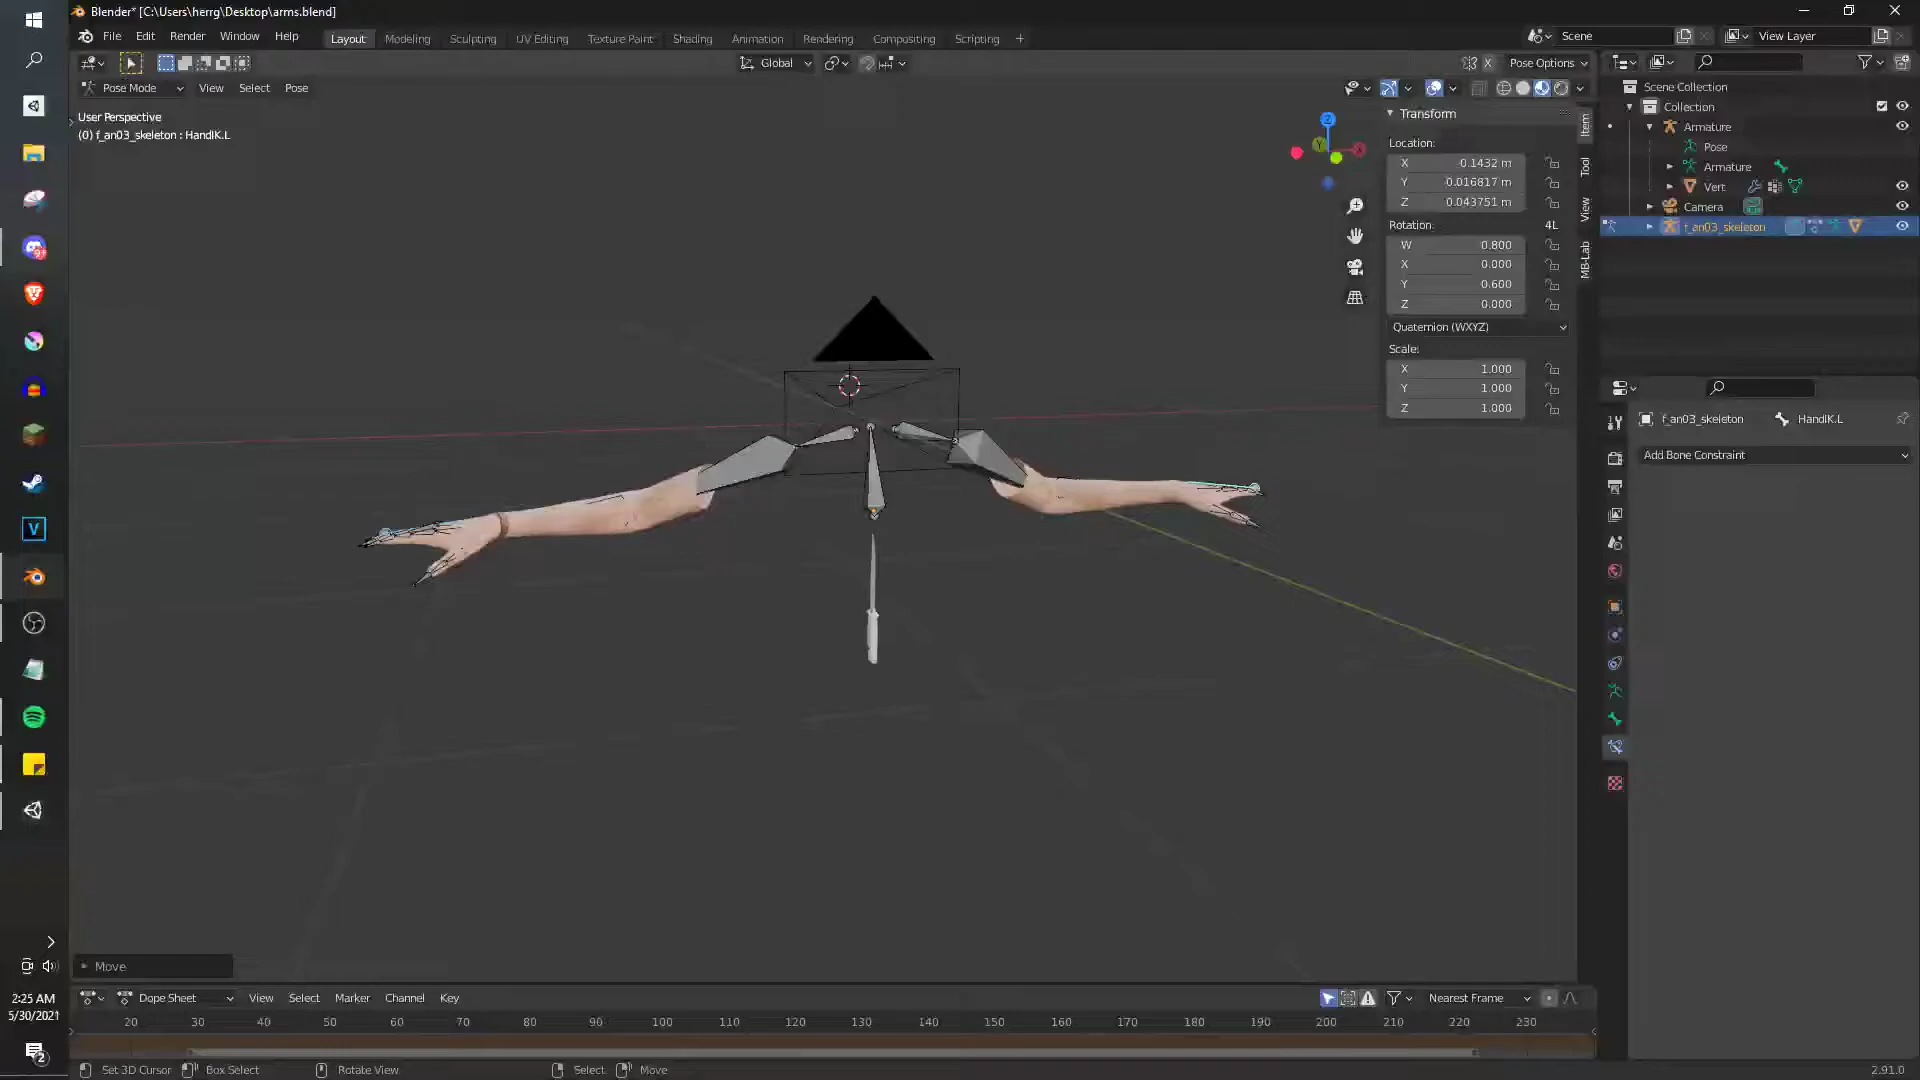 Blender* [C:\Users\herrg\Desktop\arms.blend]
File Edit Render Window Help
Layout Modeling Sculpting UV Editing Texture Paint Shading Animation Rendering Compositing Scripting +
Scene
View Layer
Global
X Pose Options
Pose Mode View Select Pose
User Perspective
(0) f_an03_skeleton : HandIK.L
Transform
Location:
X 0.1432 m
Y 0.016817 m
Z 0.043751 m
Rotation: 4L
W 0.800
X 0.000
Y 0.600
Z 0.000
Quaternion (WXYZ)
Scale:
X 1.000
Y 1.000
Z 1.000
Item
Tool
View
MB-Lab
Z
Y
X
Scene Collection
Collection
Armature
Pose
Armature
Vert
Camera
f_an03_skeleton
f_an03_skeleton HandIK.L
Add Bone Constraint
Move
Dope Sheet View Select Marker Channel Key
Nearest Frame
20 30 40 50 60 70 80 90 100 110 120 130 140 150 160 170 180 190 200 210 220 230
Set 3D Cursor Box Select Rotate View Select Move
2.91.0
V
2:25 AM
5/30/2021
2